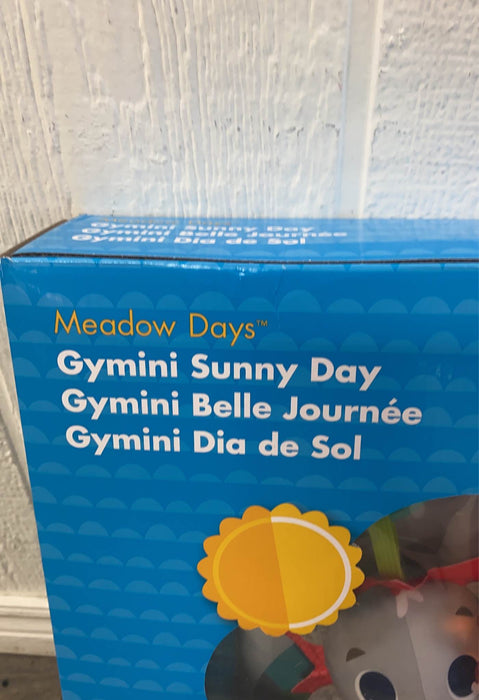 Gymini Sunny Day
Gymini Belle Journée
Gymini Dia de Sol
Meadow Days™
Gymini Sunny Day
Gymini Belle Journée
Gymini Dia de Sol